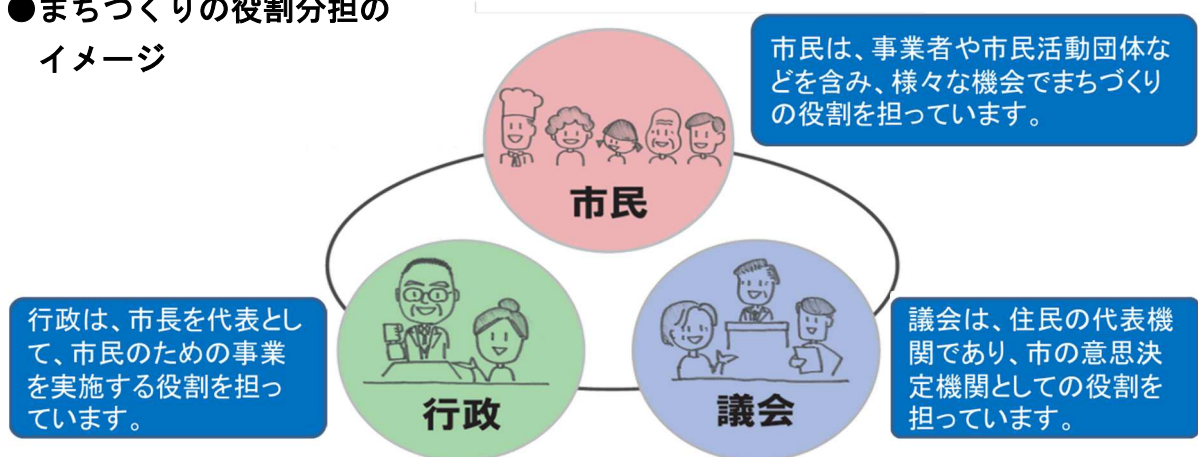 ●まちづくりの役割分担の
イメージ
市民は、事業者や市民活動団体な
どを含み、様々な機会でまちづくり
の役割を担っています。
市民
行政は、市長を代表とし
て、市民のための事業
を実施する役割を担っ
ています。
行政
議会
議会は、住民の代表機
関であり、市の意思決
定機関としての役割を
担っています。